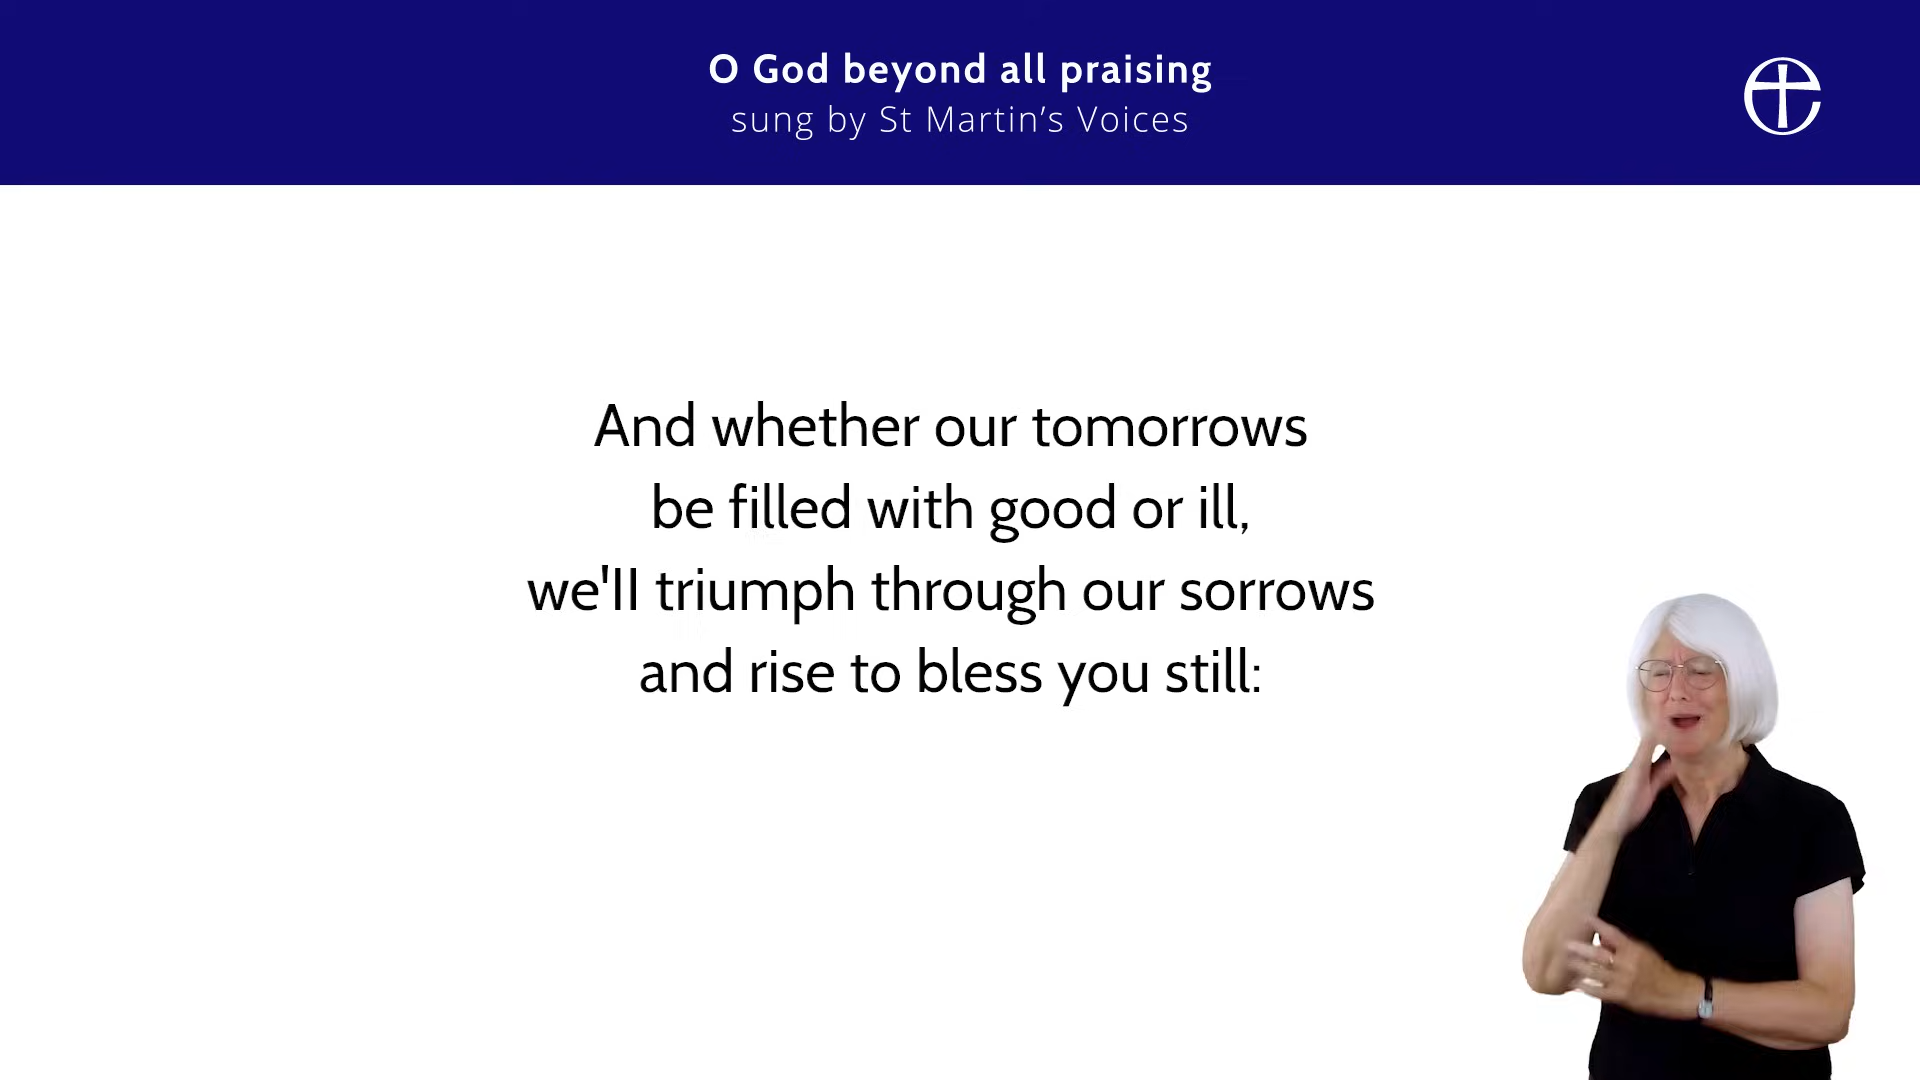 O God beyond all praising
sung by St Martin’s Voices
And whether our tomorrows
be filled with good or ill,
we'll triumph through our sorrows
and rise to bless you still: